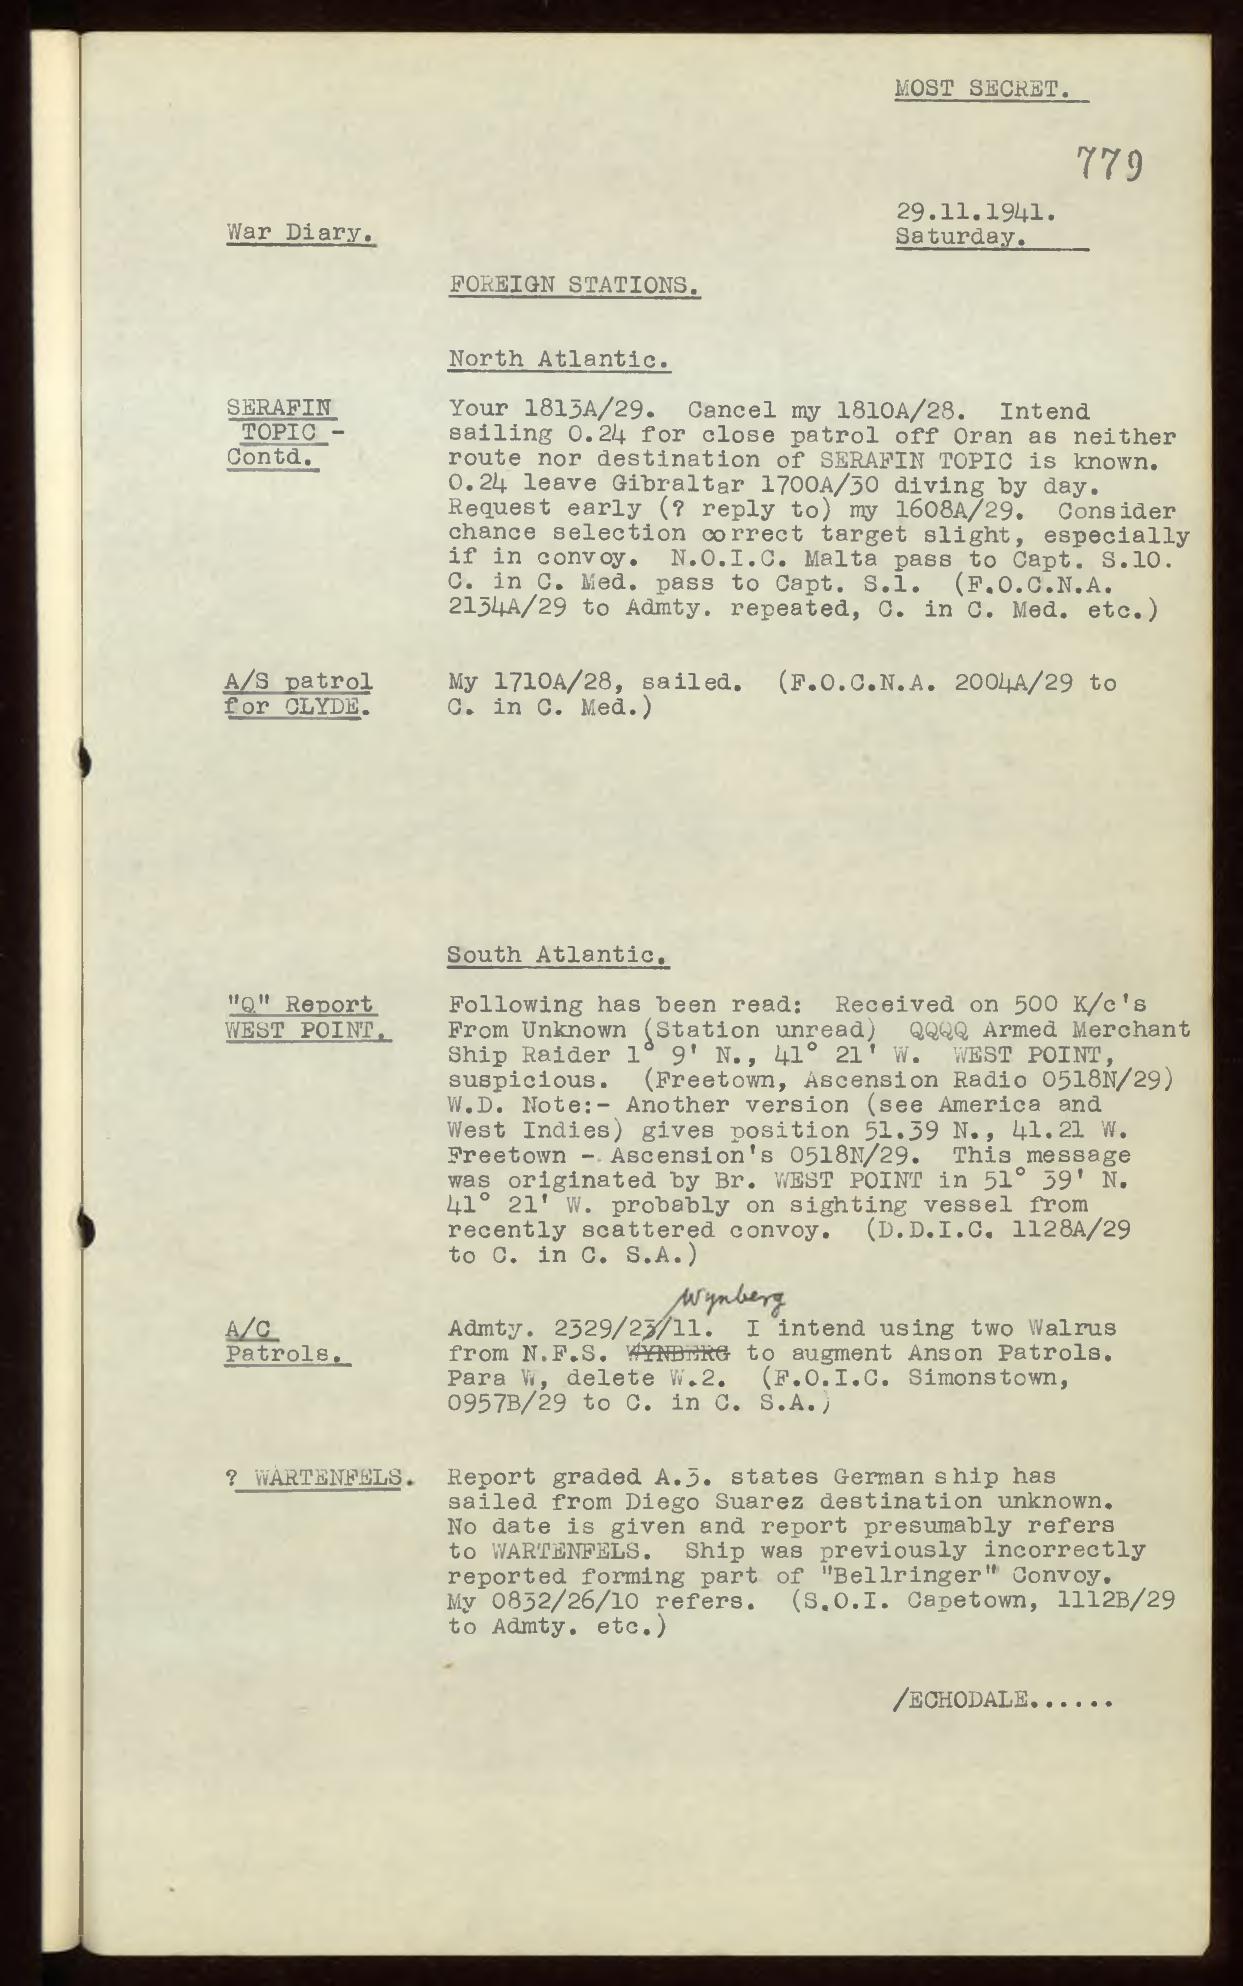 MOST SECRET.
779
29.11.1941.
War Diary.
Saturday.
FOREIGN STATIONS.
North Atlantic.
SERAFIN
TOPIC -
Contd.
Your 1813A/29. Cancel my 1810A/28. Intend
sailing O.24 for close patrol off Oran as neither
route nor destination of SERAFIN TOPIC is known.
O.24 leave Gibraltar 1700A/30 diving by day.
Request early (? reply to) my 1608A/29. Consider
chance selection correct target slight, especially
if in convoy. N.O.I.C. Malta pass to Capt. S.10.
C. in C. Med. pass to Capt. S.1. (F.O.C.N.A.
2134A/29 to Admty. repeated, C. in C. Med. etc.)
A/S patrol
for CLYDE.
My 1710A/28, sailed. (F.O.C.N.A. 2004A/29 to
C. in C. Med.)
South Atlantic.
"Q" Report
WEST POINT.
Following has been read: Received on 500 K/c's
From Unknown (Station unread) QQQQ Armed Merchant
Ship Raider 1° 9' N., 41° 21' W. WEST POINT,
suspicious. (Freetown, Ascension Radio 0518N/29)
W.D. Note:- Another version (see America and
West Indies) gives position 51.39 N., 41.21 W.
Freetown - Ascension's 0518N/29. This message
was originated by Br. WEST POINT in 51° 39' N.
41° 21' W. probably on sighting vessel from
recently scattered convoy. (D.D.I.C. 1128A/29
to C. in C. S.A.)
Wynberg
A/C
Patrols.
Admty. 2329/23/11. I intend using two Walrus
from N.F.S. WYNBERG to augment Anson Patrols.
Para W, delete W.2. (F.O.I.C. Simonstown,
0957B/29 to C. in C. S.A.)
? WARTENFELS.
Report graded A.3. states German ship has
sailed from Diego Suarez destination unknown.
No date is given and report presumably refers
to WARTENFELS. Ship was previously incorrectly
reported forming part of "Bellringer" Convoy.
My 0832/26/10 refers. (S.O.I. Capetown, 1112B/29
to Admty. etc.)
/ECHODALE......